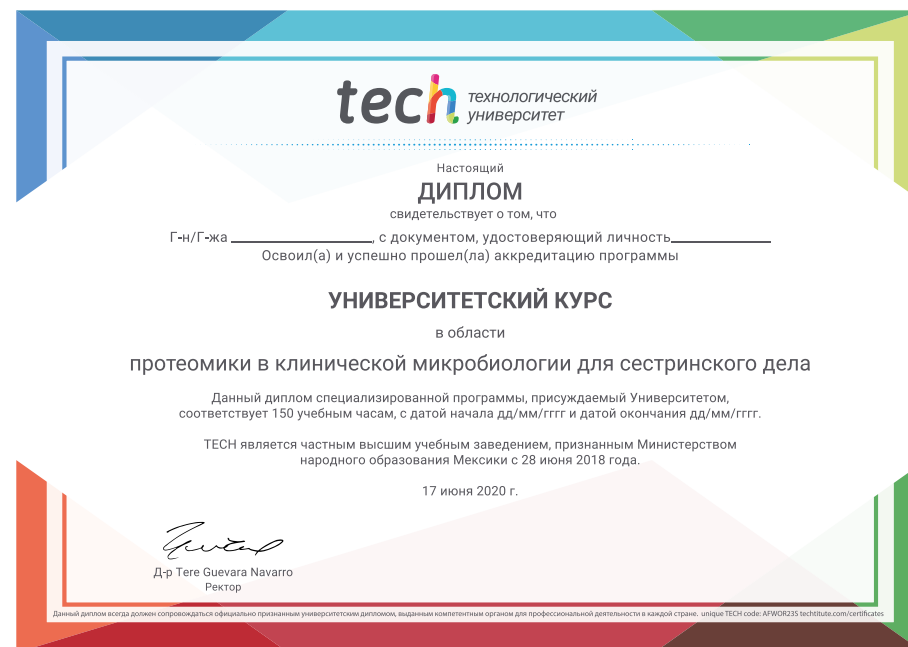 tech технологический
университет
Настоящий
ДИПЛОМ
свидетельствует о том, что
Г-н/Г-жа ____________________, с документом, удостоверяющий личность______________
Освоил(а) и успешно прошел(ла) аккредитацию программы
УНИВЕРСИТЕТСКИЙ КУРС
в области
протеомики в клинической микробиологии для сестринского дела
Данный диплом специализированной программы, присуждаемый Университетом,
соответствует 150 учебным часам, с датой начала дд/мм/гггг и датой окончания дд/мм/гггг.
TECH является частным высшим учебным заведением, признанным Министерством
народного образования Мексики с 28 июня 2018 года.
17 июня 2020 г.
Д-р Tere Guevara Navarro
Ректор
Данный диплом всегда должен сопровождаться официально признанным университетским дипломом, выданным компетентным органом для профессиональной деятельности в каждой стране. unique TECH code: AFWOR23S techtitute.com/certificates